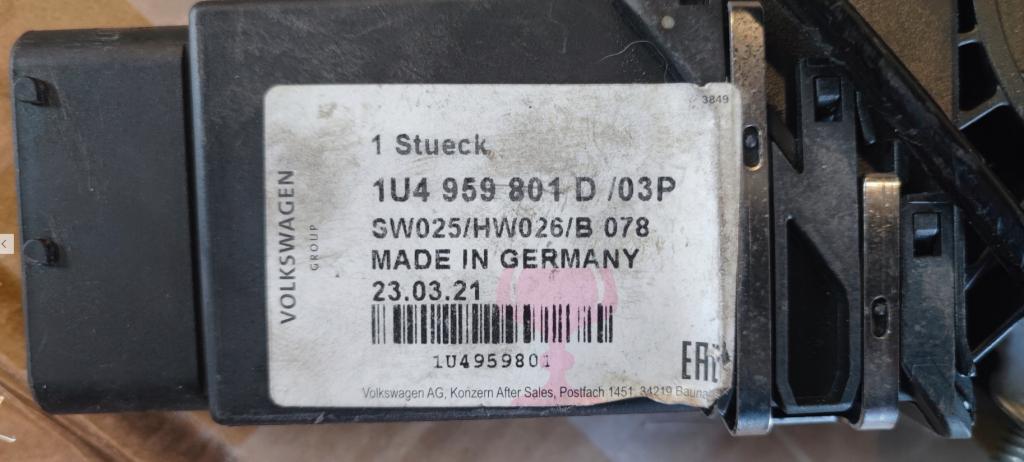 3849
1 Stueck
1U4 959 801 D /03P
SW025/HW026/B 078
MADE IN GERMANY
23.03.21
1U4959801
VOLKSWAGEN
GROUP
EAC
Volkswagen AG, Konzern After Sales, Postfach 1451, 34219